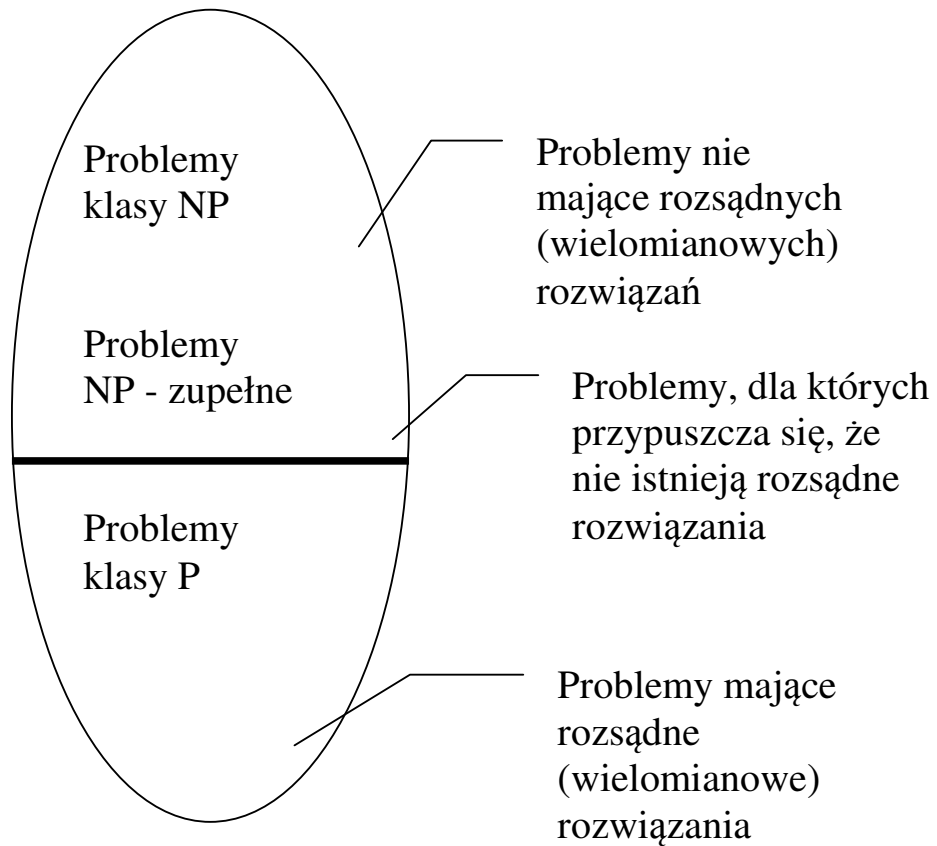 Problemy
klasy NP
Problemy nie
mające rozsądnych
(wielomianowych)
rozwiązań
Problemy
NP - zupełne
Problemy, dla których
przypuszcza się, że
nie istnieją rozsądne
rozwiązania
Problemy
klasy P
Problemy mające
rozsądne
(wielomianowe)
rozwiązania